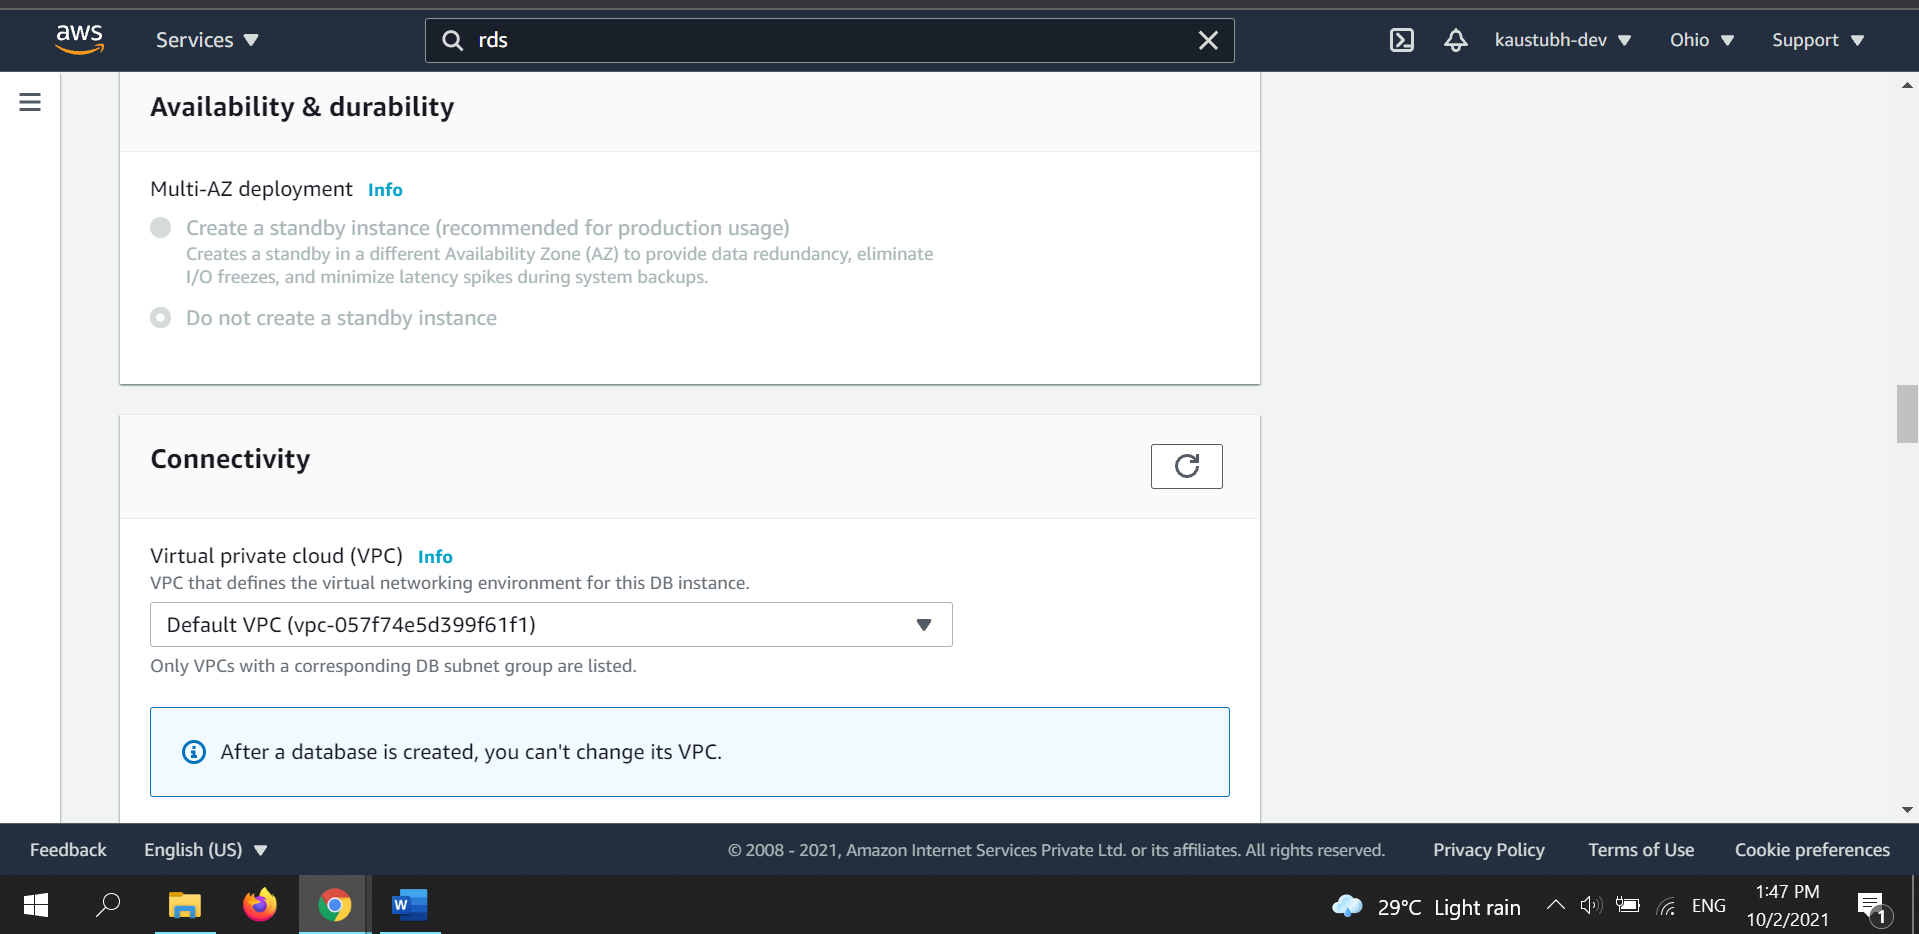 aws
Services
rds
kaustubh-dev
Ohio
Support
Availability & durability
Multi-AZ deployment Info
Create a standby instance (recommended for production usage)
Creates a standby in a different Availability Zone (AZ) to provide data redundancy, eliminate
I/O freezes, and minimize latency spikes during system backups.
Do not create a standby instance
Connectivity
Virtual private cloud (VPC) Info
VPC that defines the virtual networking environment for this DB instance.
Default VPC (vpc-057f74e5d399f61f1)
Only VPCs with a corresponding DB subnet group are listed.
After a database is created, you can't change its VPC.
Feedback
English (US)
© 2008 - 2021, Amazon Internet Services Private Ltd. or its affiliates. All rights reserved.
Privacy Policy
Terms of Use
Cookie preferences
W
29°C Light rain
ENG
1:47 PM
10/2/2021
1